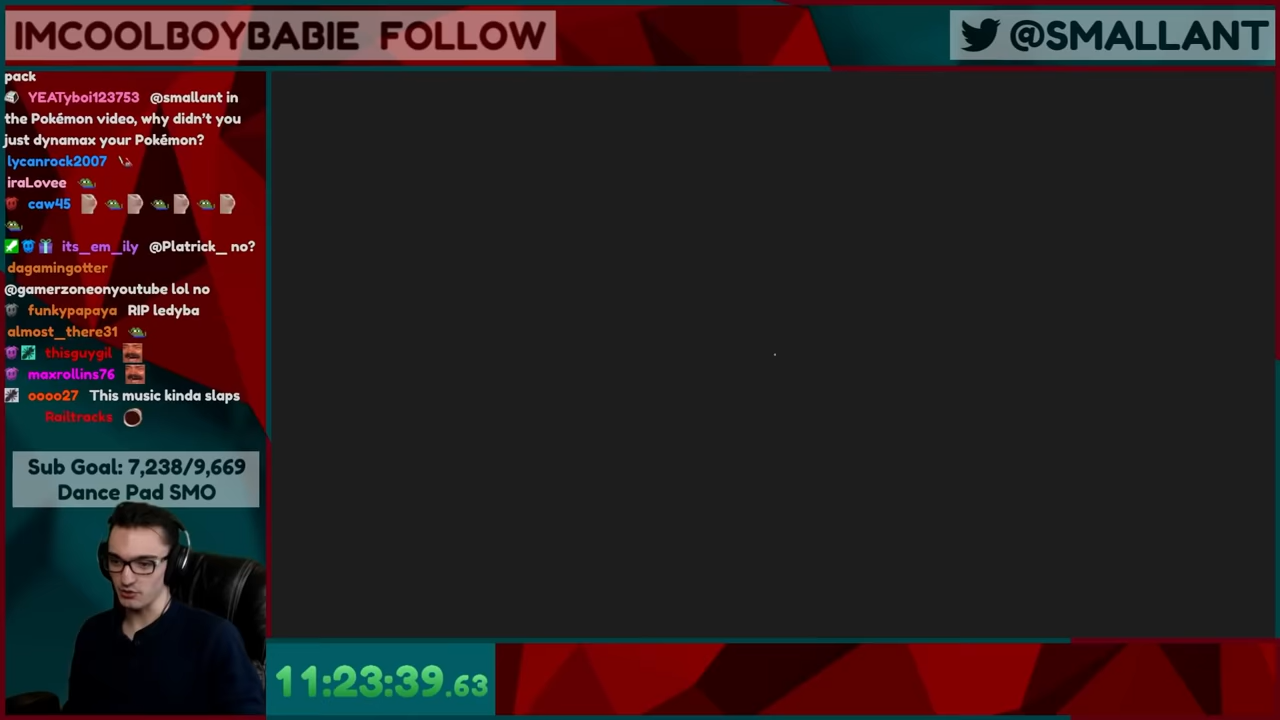 IMCOOLBOYBABIE FOLLOW
@SMALLANT
pack
YEATyboi123753 @smallant in
the Pokémon video, why didn't you
just dynamax your Pokémon?
lycanrock2007
iraLovee
caw45
its_em_ily @Platrick_ no?
dagamingotter
@gamerzoneonyoutube lol no
funkypapaya RIP ledyba
almost_there31
thisguygil
maxrollins76
oooo27 This music kinda slaps
Railtracks
Sub Goal: 7,238/9,669
Dance Pad SMO
11:23:39.63